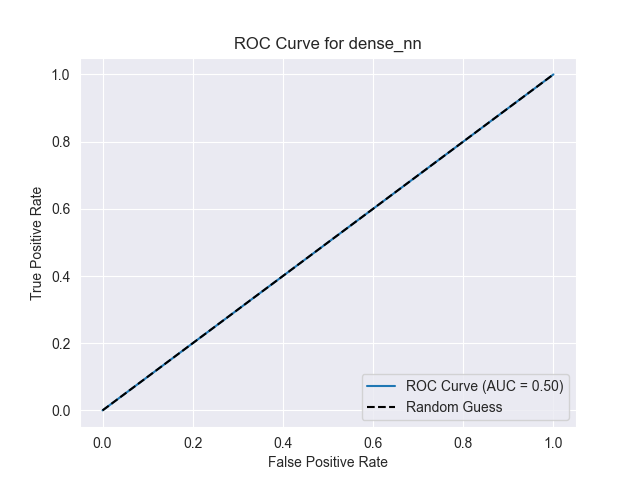 ROC Curve for dense_nn
1.0
0.8
0.6
0.4
0.2
0.0
True Positive Rate
0.0 0.2 0.4 0.6 0.8 1.0
False Positive Rate
ROC Curve (AUC = 0.50)
Random Guess